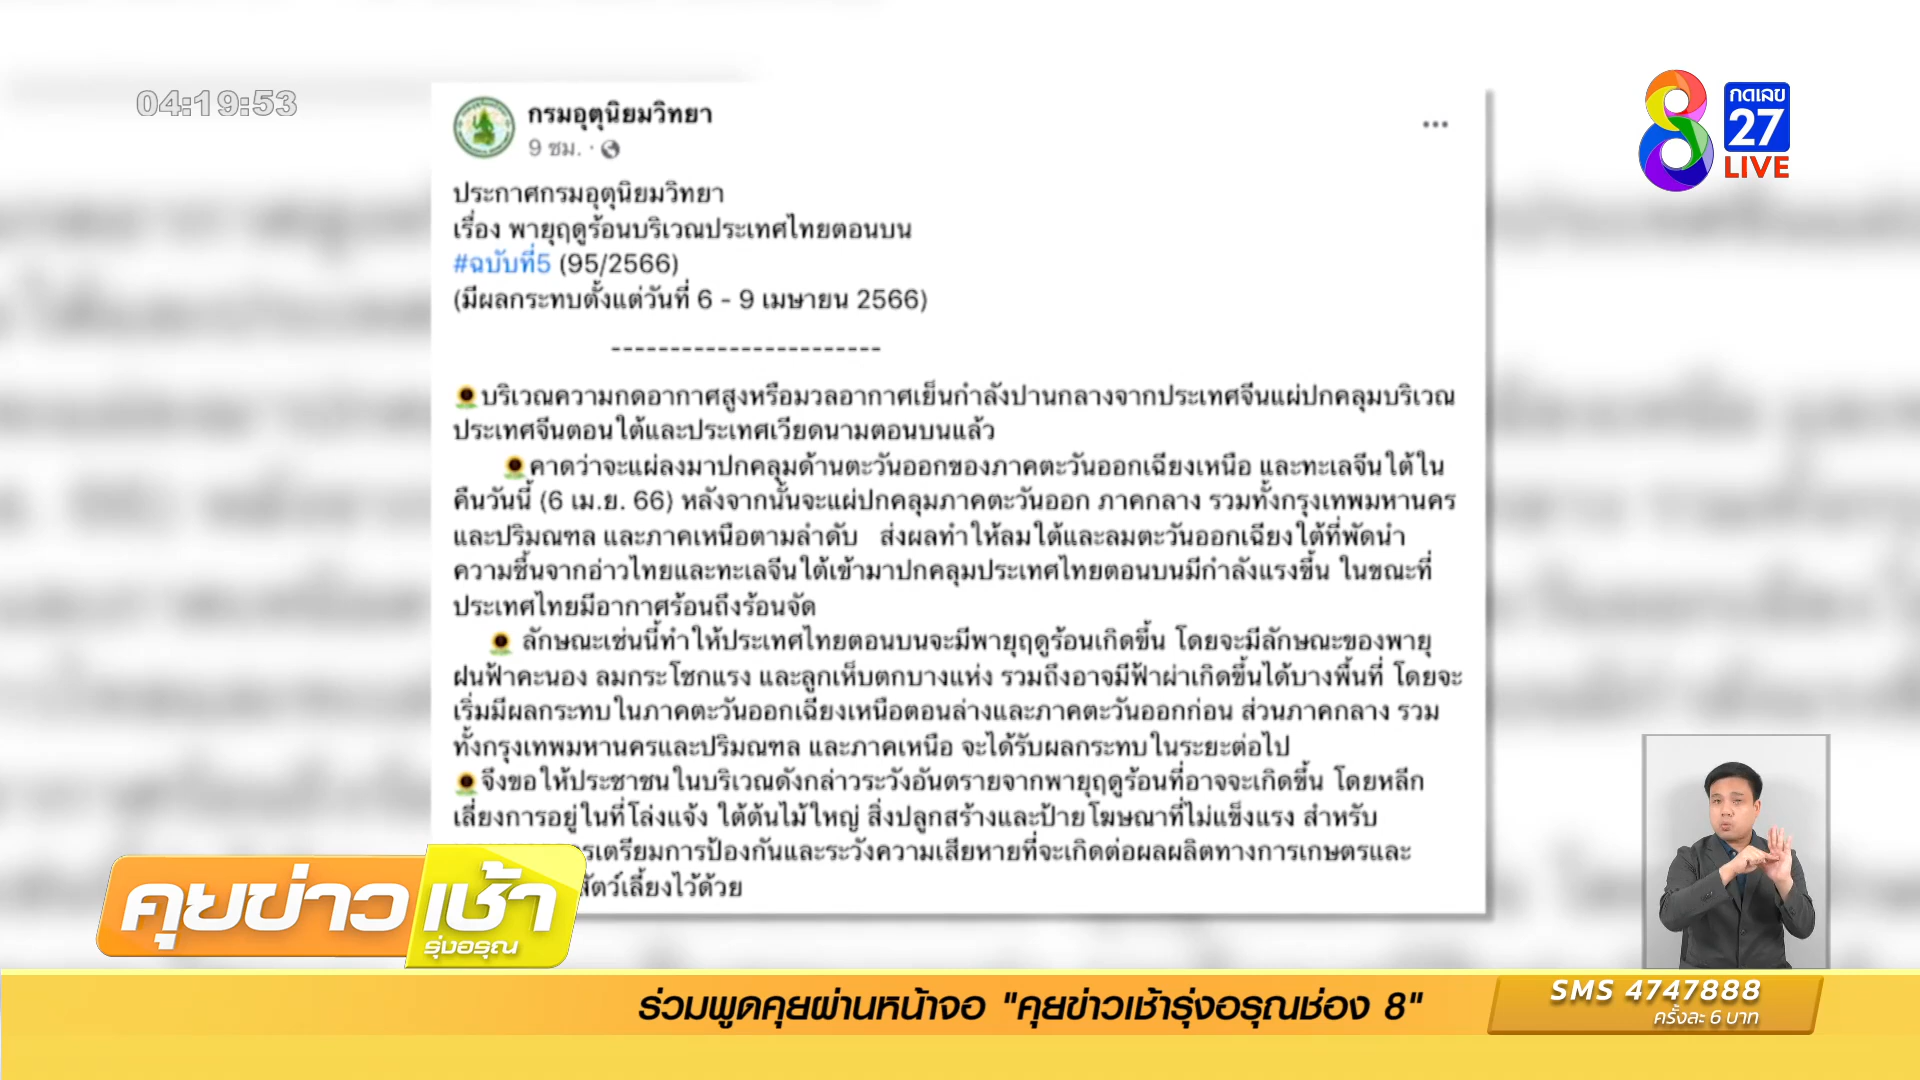 04:19:53
กรมอุตุนิยมวิทยา
9 ชม. ·
ประกาศกรมอุตุนิยมวิทยา
เรื่อง พายุฤดูร้อนบริเวณประเทศไทยตอนบน
#ฉบับที่5 (95/2566)
(มีผลกระทบตั้งแต่วันที่ 6 - 9 เมษายน 2566)
-----------------------
บริเวณความกดอากาศสูงหรือมวลอากาศเย็นกำลังปานกลางจากประเทศจีนแผ่ปกคลุมบริเวณ
ประเทศจีนตอนใต้และประเทศเวียดนามตอนบนแล้ว
คาดว่าจะแผ่ลงมาปกคลุมด้านตะวันออกของภาคตะวันออกเฉียงเหนือ และทะเลจีนใต้ใน
คืนวันนี้ (6 เม.ย. 66) หลังจากนั้นจะแผ่ปกคลุมภาคตะวันออก ภาคกลาง รวมทั้งกรุงเทพมหานคร
และปริมณฑล และภาคเหนือตามลำดับ ส่งผลทำให้ลมใต้และลมตะวันออกเฉียงใต้ที่พัดนำ
ความชื้นจากอ่าวไทยและทะเลจีนใต้เข้ามาปกคลุมประเทศไทยตอนบนมีกำลังแรงขึ้น ในขณะที่
ประเทศไทยมีอากาศร้อนถึงร้อนจัด
ลักษณะเช่นนี้ทำให้ประเทศไทยตอนบนจะมีพายุฤดูร้อนเกิดขึ้น โดยจะมีลักษณะของพายุ
ฝนฟ้าคะนอง ลมกระโชกแรง และลูกเห็บตกบางแห่ง รวมถึงอาจมีฟ้าผ่าเกิดขึ้นได้บางพื้นที่ โดยจะ
เริ่มมีผลกระทบในภาคตะวันออกเฉียงเหนือตอนล่างและภาคตะวันออกก่อน ส่วนภาคกลาง รวม
ทั้งกรุงเทพมหานครและปริมณฑล และภาคเหนือ จะได้รับผลกระทบในระยะต่อไป
จึงขอให้ประชาชนในบริเวณดังกล่าวระวังอันตรายจากพายุฤดูร้อนที่อาจจะเกิดขึ้น โดยหลีก
เลี่ยงการอยู่ในที่โล่งแจ้ง ใต้ต้นไม้ใหญ่ สิ่งปลูกสร้างและป้ายโฆษณาที่ไม่แข็งแรง สำหรับ
รเตรียมการป้องกันและระวังความเสียหายที่จะเกิดต่อผลผลิตทางการเกษตรและ
สัตว์เลี้ยงไว้ด้วย
8 กดเลข
27
LIVE
คุยข่าวเช้า
รุ่งอรุณ
ร่วมพูดคุยผ่านหน้าจอ "คุยข่าวเช้ารุ่งอรุณช่อง 8"
SMS 4747888
ครั้งละ 6 บาท